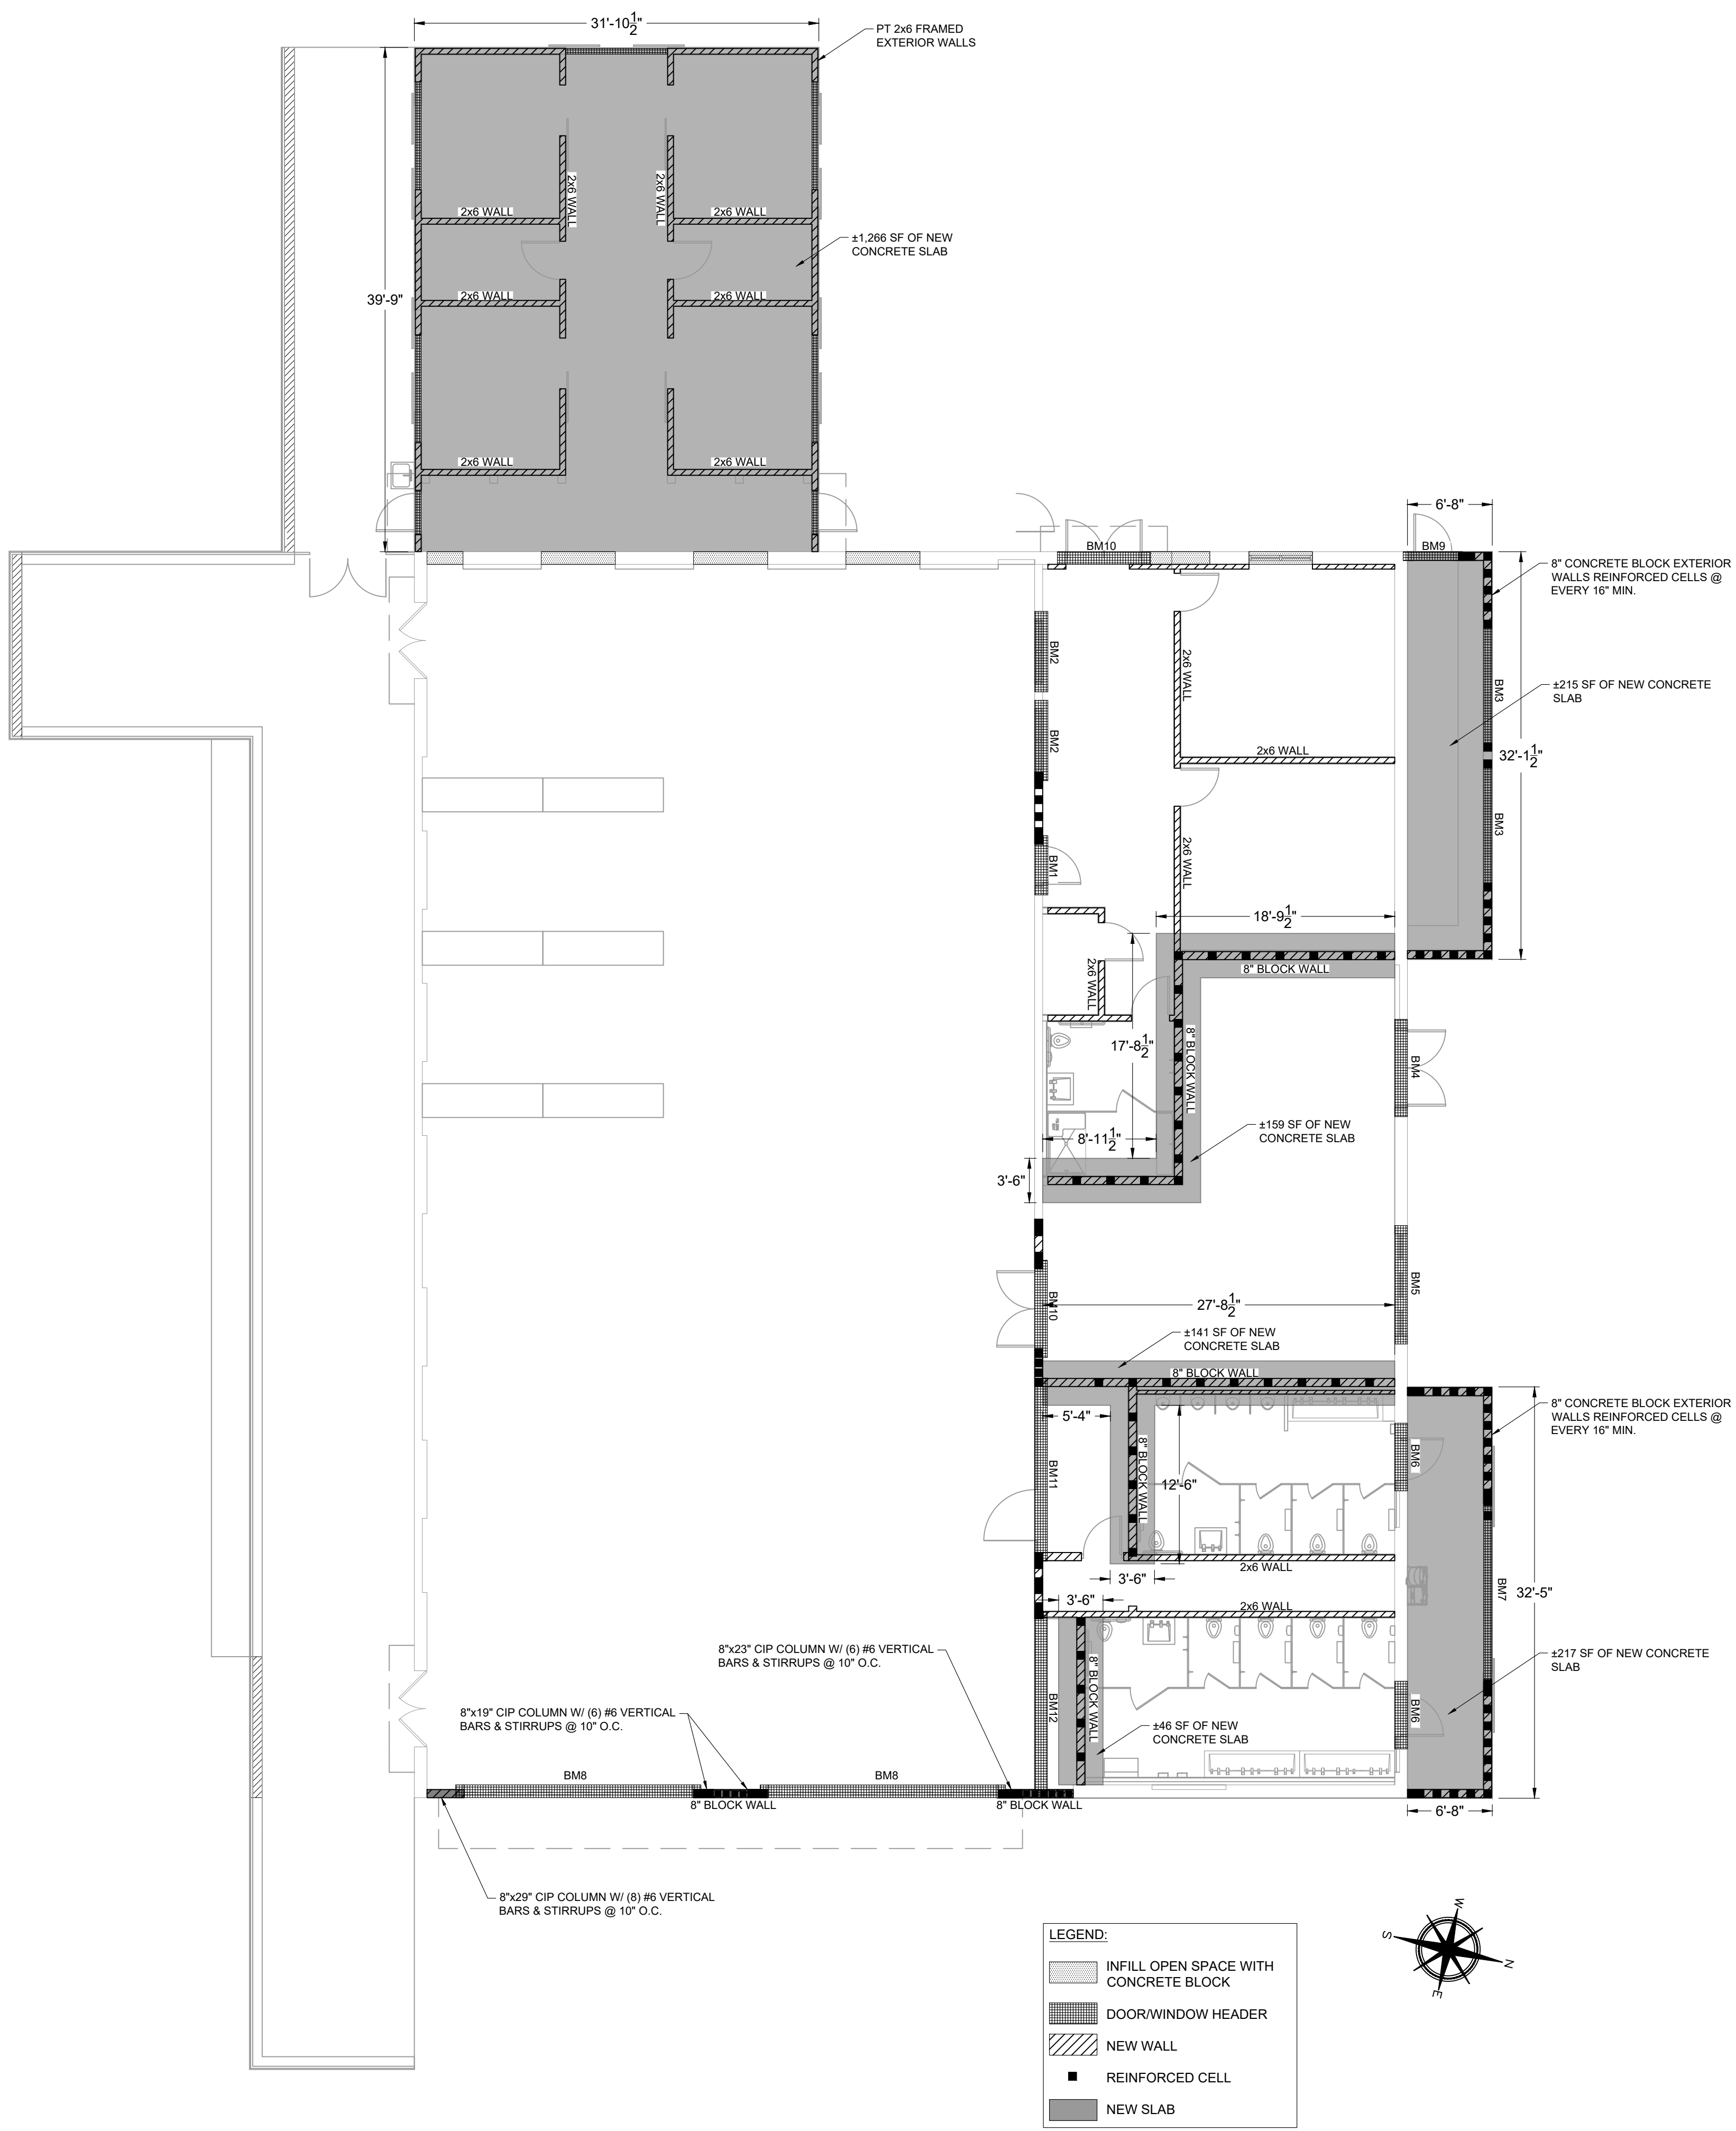 31'-10 1/2"
PT 2x6 FRAMED
EXTERIOR WALLS
2x6 WALL
2x6 WALL
2x6 WALL
2x6 WALL
±1,266 SF OF NEW
CONCRETE SLAB
39'-9"
2x6 WALL
2x6 WALL
2x6 WALL
2x6 WALL
6'-8"
BM10
BM9
8" CONCRETE BLOCK EXTERIOR
WALLS REINFORCED CELLS @
EVERY 16" MIN.
BM2
2x6 WALL
BM3
±215 SF OF NEW CONCRETE
SLAB
BM2
2x6 WALL
32'-1 1/2"
BM3
BM1
2x6 WALL
18'-9 1/2"
8" BLOCK WALL
2x6 WALL
17'-8 1/2"
8" BLOCK WALL
BM4
±159 SF OF NEW
CONCRETE SLAB
8'-11 1/2"
3'-6"
BM5
BM10
27'-8 1/2"
±141 SF OF NEW
CONCRETE SLAB
8" BLOCK WALL
8" CONCRETE BLOCK EXTERIOR
WALLS REINFORCED CELLS @
EVERY 16" MIN.
5'-4"
BM6
BM11
8" BLOCK WALL
12'-6"
2x6 WALL
3'-6"
BM7
32'-5"
3'-6"
2x6 WALL
8"x23" CIP COLUMN W/ (6) #6 VERTICAL
BARS & STIRRUPS @ 10" O.C.
±217 SF OF NEW CONCRETE
SLAB
8" BLOCK WALL
BM12
BM6
8"x19" CIP COLUMN W/ (6) #6 VERTICAL
BARS & STIRRUPS @ 10" O.C.
±46 SF OF NEW
CONCRETE SLAB
BM8
BM8
8" BLOCK WALL
8" BLOCK WALL
6'-8"
8"x29" CIP COLUMN W/ (8) #6 VERTICAL
BARS & STIRRUPS @ 10" O.C.
W
S
N
E
LEGEND:
INFILL OPEN SPACE WITH
CONCRETE BLOCK
DOOR/WINDOW HEADER
NEW WALL
REINFORCED CELL
NEW SLAB